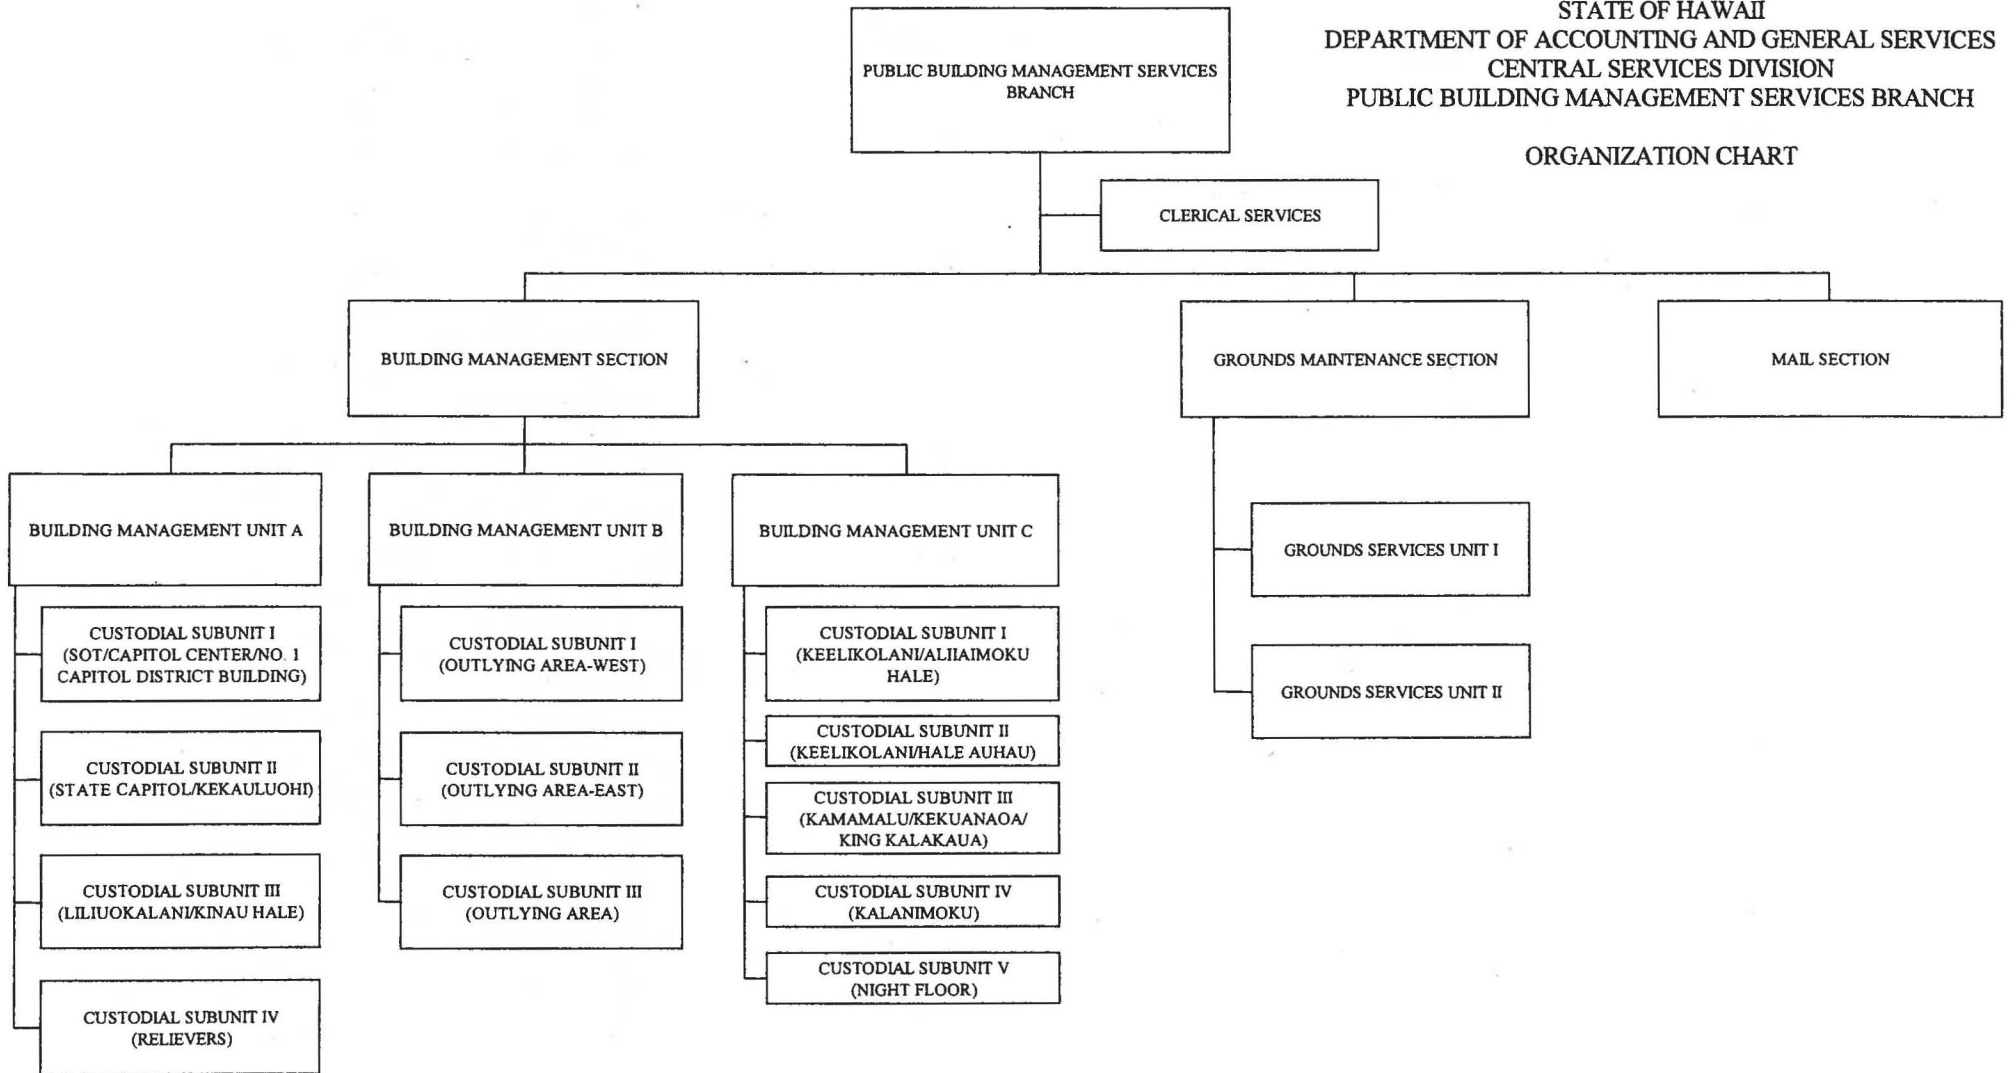 STATE OF HAWAII
DEPARTMENT OF ACCOUNTING AND GENERAL SERVICES
CENTRAL SERVICES DIVISION
PUBLIC BUILDING MANAGEMENT SERVICES BRANCH
ORGANIZATION CHART
PUBLIC BUILDING MANAGEMENT SERVICES
BRANCH
CLERICAL SERVICES
BUILDING MANAGEMENT SECTION
GROUNDS MAINTENANCE SECTION
MAIL SECTION
BUILDING MANAGEMENT UNIT A
CUSTODIAL SUBUNIT I
(SOT/CAPITOL CENTER/NO. 1
CAPITOL DISTRICT BUILDING)
CUSTODIAL SUBUNIT II
(STATE CAPITOL/KEKAULUOHI)
CUSTODIAL SUBUNIT III
(LILIUOKALANI/KINAU HALE)
CUSTODIAL SUBUNIT IV
(RELIEVERS)
BUILDING MANAGEMENT UNIT B
CUSTODIAL SUBUNIT I
(OUTLYING AREA-WEST)
CUSTODIAL SUBUNIT II
(OUTLYING AREA-EAST)
CUSTODIAL SUBUNIT III
(OUTLYING AREA)
BUILDING MANAGEMENT UNIT C
CUSTODIAL SUBUNIT I
(KEELIKOLANI/ALIIAIMOKU
HALE)
CUSTODIAL SUBUNIT II
(KEELIKOLANI/HALE AUHAU)
CUSTODIAL SUBUNIT III
(KAMAMALU/KEKUANAOA/
KING KALAKAUA)
CUSTODIAL SUBUNIT IV
(KALANIMOKU)
CUSTODIAL SUBUNIT V
(NIGHT FLOOR)
GROUNDS SERVICES UNIT I
GROUNDS SERVICES UNIT II